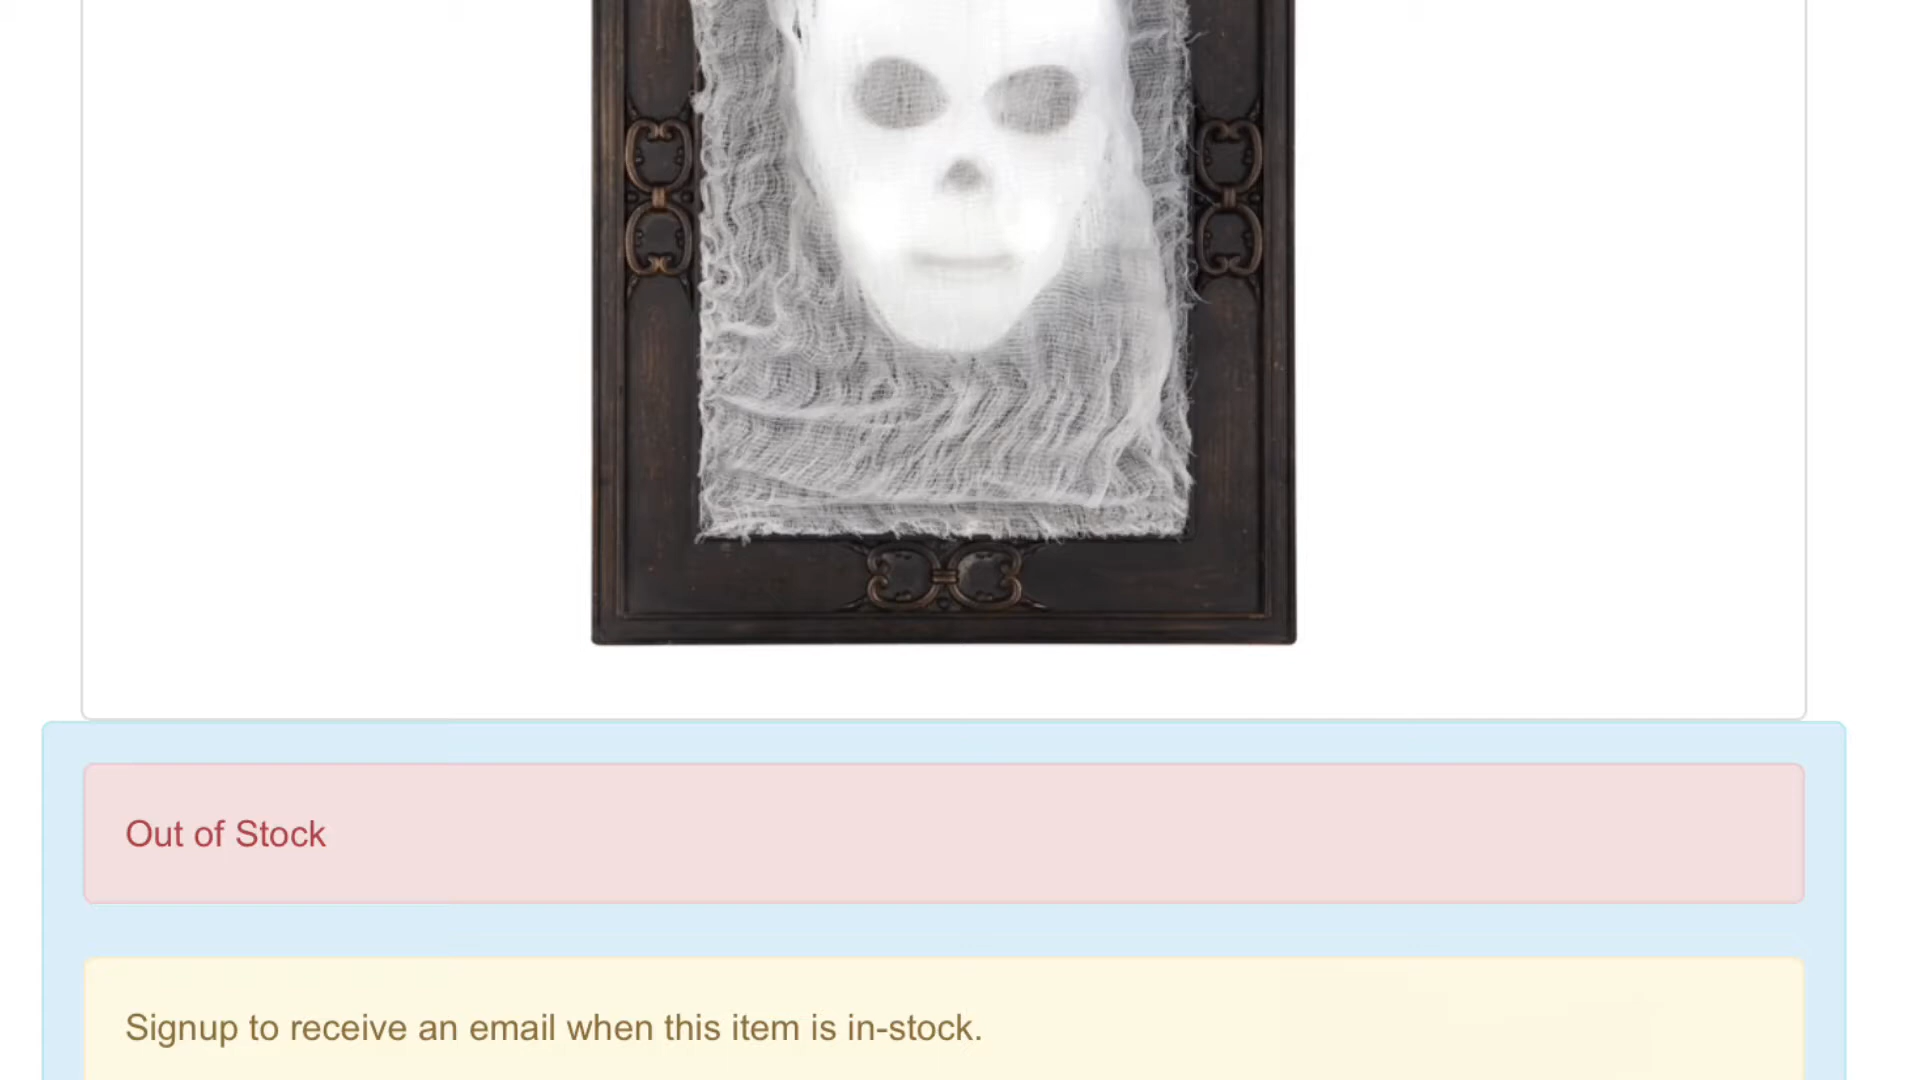 Out of Stock
Signup to receive an email when this item is in-stock.